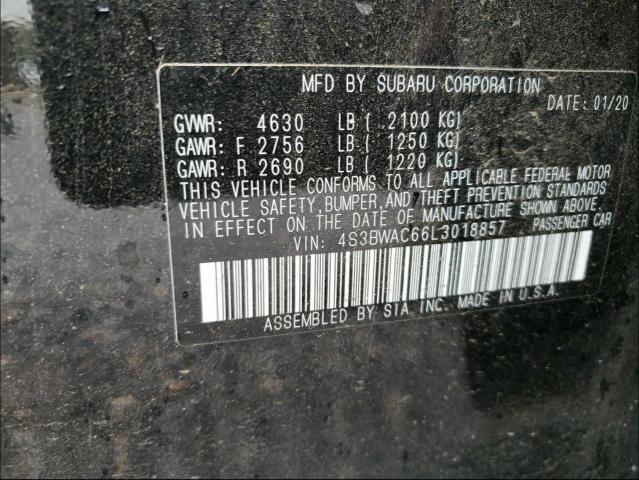 MFD BY SUBARU CORPORATION
DATE: 01/20
GVWR: 4630 LB ( 2100 KG)
GAWR: F 2756 LB ( 1250 KG)
GAWR: R 2690 LB ( 1220 KG)
THIS VEHICLE CONFORMS TO ALL APPLICABLE FEDERAL MOTOR
VEHICLE SAFETY, BUMPER, AND THEFT PREVENTION STANDARDS
IN EFFECT ON THE DATE OF MANUFACTURE SHOWN ABOVE.
VIN: 4S3BWAC66L3018857 PASSENGER CAR
ASSEMBLED BY SIA, INC. MADE IN U.S.A.